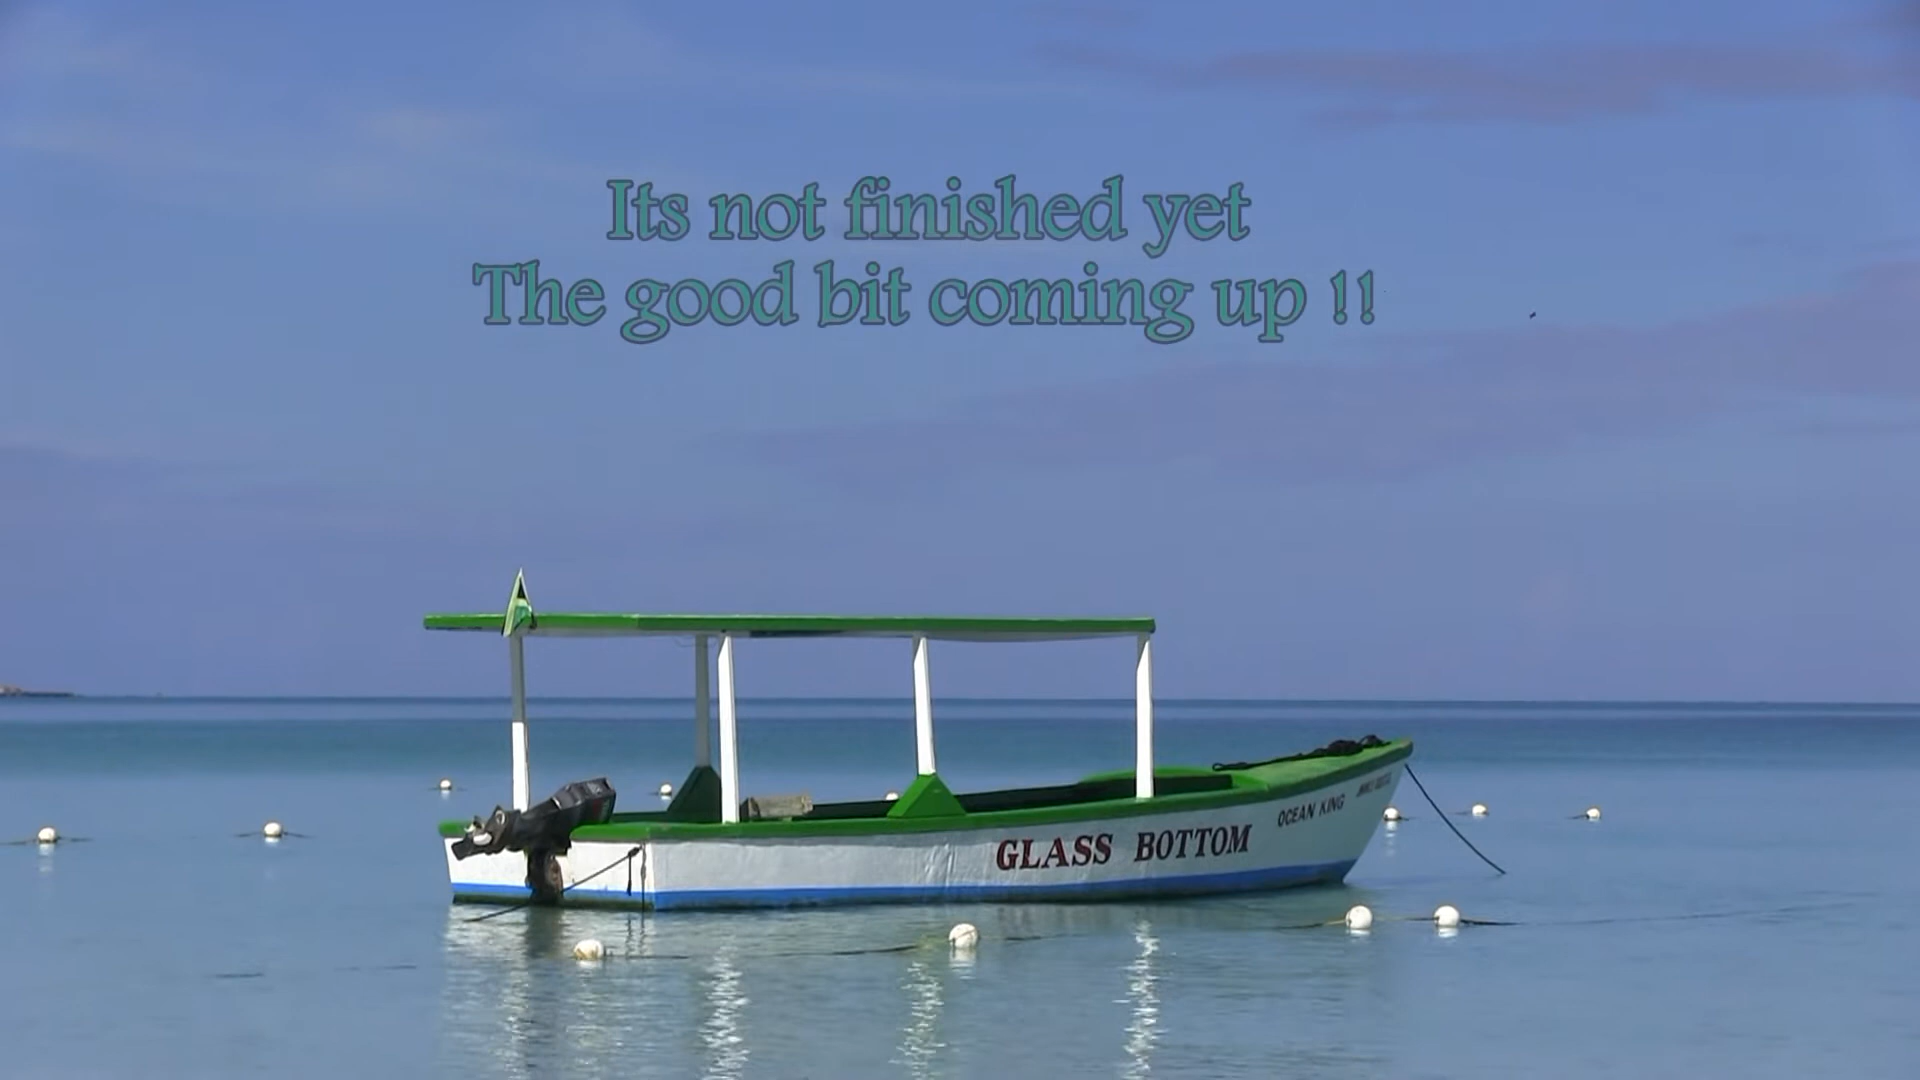 Its not finished yet
The good bit coming up !!
OCEAN KING
GLASS BOTTOM